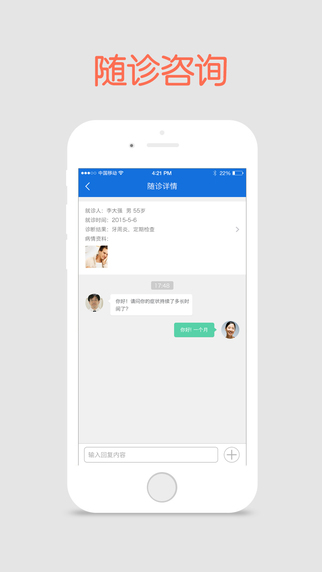 随诊咨询
中国移动 4:21 PM 22%
随诊详情
就诊人：李大强 男 55岁
就诊时间：2015-5-6
诊断结果：牙周炎，定期检查
病情资料：
17:40
你好！请问你的症状持续了多长时
间了？
你好！一个月
输入回复内容